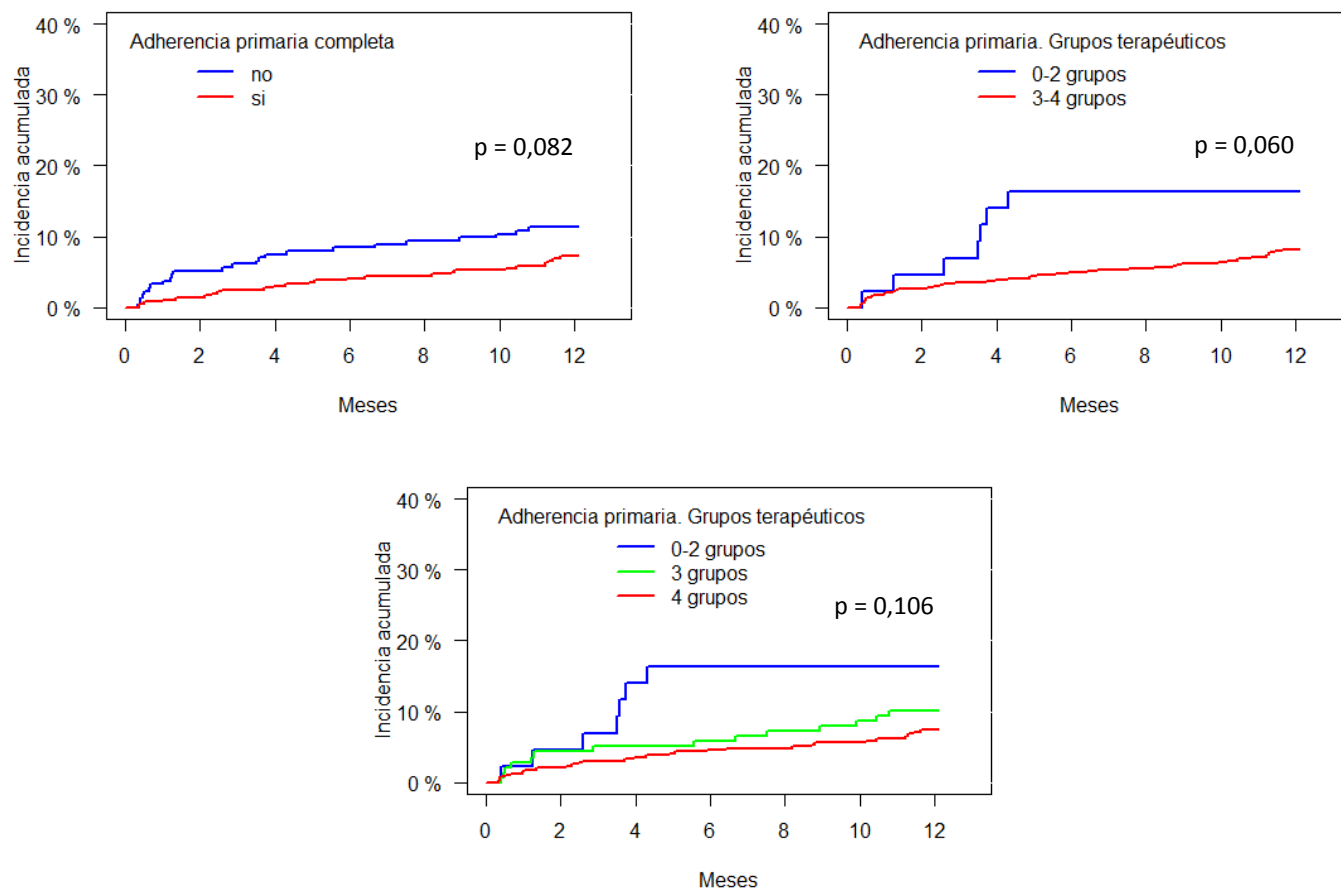 40 %
30 %
20 %
10 %
0 %
Incidencia acumulada
Adherencia primaria completa
no
si
p = 0,082
0 2 4 6 8 10 12
Meses
40 %
30 %
20 %
10 %
0 %
Incidencia acumulada
Adherencia primaria. Grupos terapéuticos
0-2 grupos
3-4 grupos
p = 0,060
0 2 4 6 8 10 12
Meses
40 %
30 %
20 %
10 %
0 %
Incidencia acumulada
Adherencia primaria. Grupos terapéuticos
0-2 grupos
3 grupos
4 grupos
p = 0,106
0 2 4 6 8 10 12
Meses